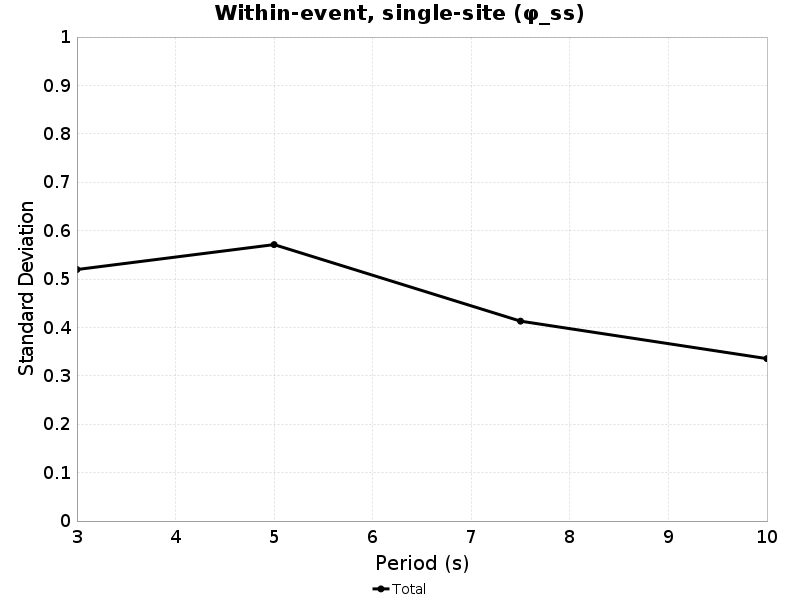 Within-event, single-site (φ_ss)
1
0.9
0.8
0.7
0.6
0.5
0.4
0.3
0.2
0.1
0
Standard Deviation
3 4 5 6 7 8 9 10
Period (s)
Total